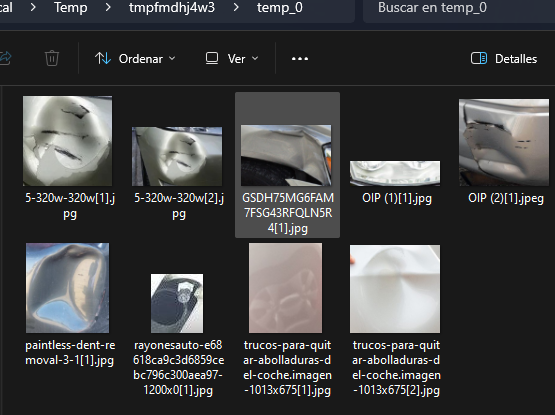 cal > Temp > tmpfmdhj4w3 > temp_0
Buscar en temp_0
Ordenar
Ver
Detalles
5-320w-320w[1].j
pg
5-320w-320w[2].j
pg
GSDH75MG6FAM
7FSG43RFQLN5R
4[1].jpg
OIP (1)[1].jpg
OIP (2)[1].jpeg
paintless-dent-re
moval-3-1[1].jpg
rayonesauto-e68
618ca9c3d6859ce
bc796c300aea97-
1200x0[1].jpg
trucos-para-quit
ar-abolladuras-d
el-coche.imagen
-1013x675[1].jpg
trucos-para-quit
ar-abolladuras-d
el-coche.imagen
-1013x675[2].jpg